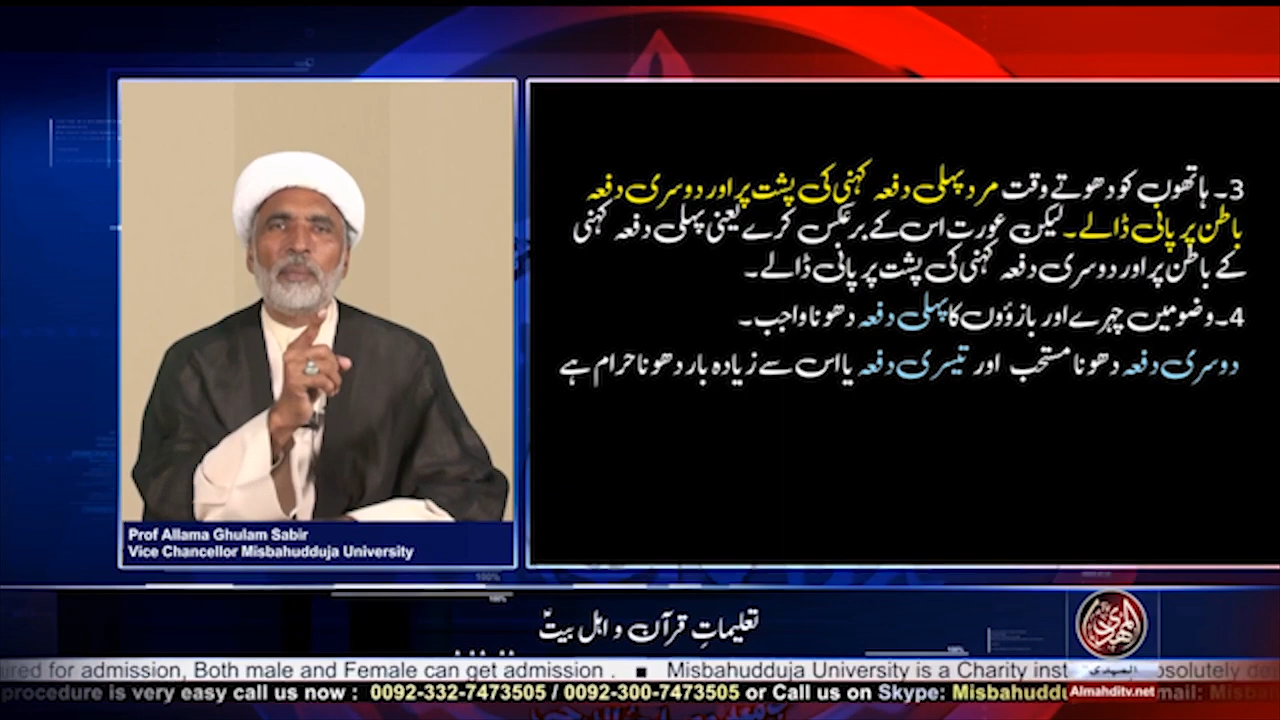 3۔ ہاتھوں کو دھوتے وقت مرد پہلی دفعہ کہنی کی پشت پر اور دوسری دفعہ
باطن پر پانی ڈالے۔ لیکن عورت اس کے برعکس کرے یعنی پہلی دفعہ کہنی
کے باطن پر اور دوسری دفعہ کہنی کی پشت پر پانی ڈالے۔
4۔ وضو میں چہرے اور بازؤوں کا پہلی دفعہ دھونا واجب۔
دوسری دفعہ دھونا مستحب اور تیسری دفعہ یا اس سے زیادہ بار دھونا حرام ہے
Prof Allama Ghulam Sabir
Vice Chancellor Misbahudduja University
تعلیماتِ قرآن و اہل بیتؑ
المہدی
ired for admission, Both male and Female can get admission . ■ Misbahudduja University is a Charity inst
procedure is very easy call us now : 0092-332-7473505 / 0092-300-7473505 or Call us on Skype: Misbahuddu
Almahditv.net